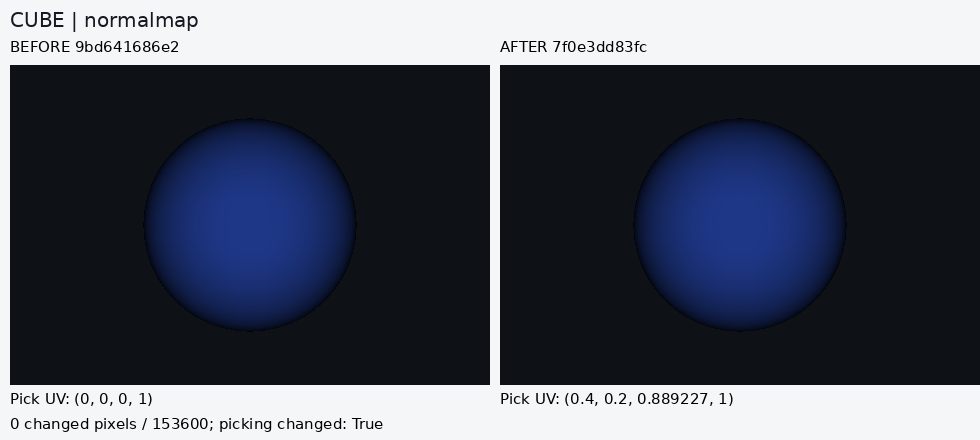 CUBE | normalmap
BEFORE 9bd641686e2
AFTER 7f0e3dd83fc
Pick UV: (0, 0, 0, 1)
Pick UV: (0.4, 0.2, 0.889227, 1)
0 changed pixels / 153600; picking changed: True